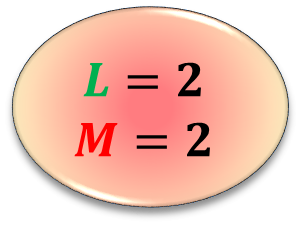 L = 2
M = 2